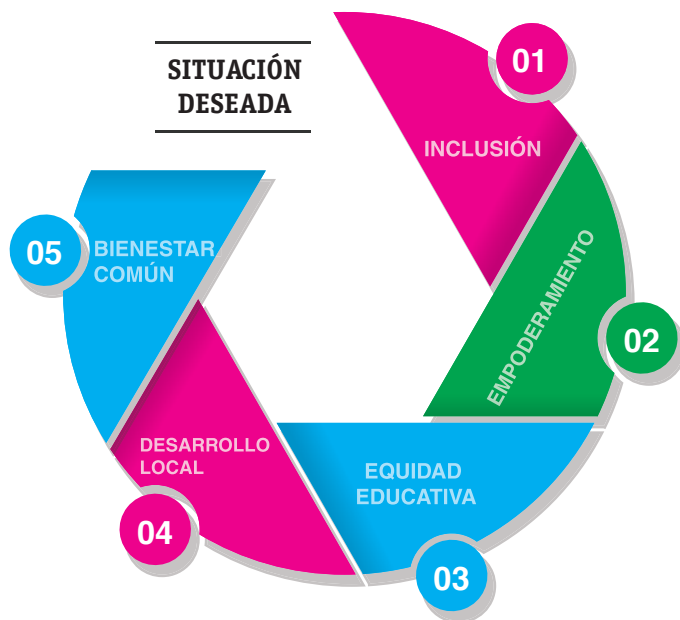 SITUACIÓN
DESEADA
01
INCLUSIÓN
02
EMPODERAMIENTO
03
EQUIDAD
EDUCATIVA
04
DESARROLLO
LOCAL
05
BIENESTAR
COMÚN